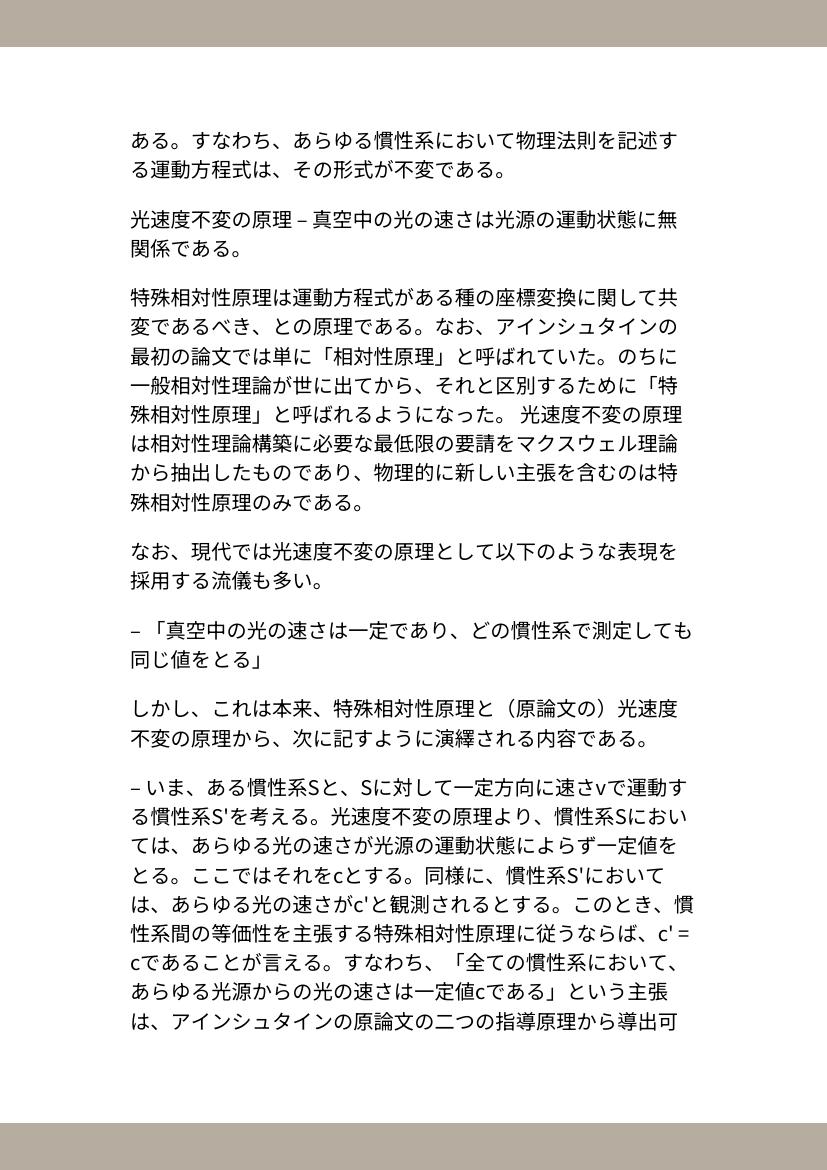 ある。すなわち、あらゆる慣性系において物理法則を記述す
る運動方程式は、その形式が不変である。
光速度不変の原理 – 真空中の光の速さは光源の運動状態に無
関係である。
特殊相対性原理は運動方程式がある種の座標変換に関して共
変であるべき、との原理である。なお、アインシュタインの
最初の論文では単に「相対性原理」と呼ばれていた。のちに
一般相対性理論が世に出てから、それと区別するために「特
殊相対性原理」と呼ばれるようになった。 光速度不変の原理
は相対性理論構築に必要な最低限の要請をマクスウェル理論
から抽出したものであり、物理的に新しい主張を含むのは特
殊相対性原理のみである。
なお、現代では光速度不変の原理として以下のような表現を
採用する流儀も多い。
– 「真空中の光の速さは一定であり、どの慣性系で測定しても
同じ値をとる」
しかし、これは本来、特殊相対性原理と（原論文の）光速度
不変の原理から、次に記すように演繹される内容である。
– いま、ある慣性系Sと、Sに対して一定方向に速さvで運動す
る慣性系S'を考える。光速度不変の原理より、慣性系Sにおい
ては、あらゆる光の速さが光源の運動状態によらず一定値を
とる。ここではそれをcとする。同様に、慣性系S'において
は、あらゆる光の速さがc'と観測されるとする。このとき、慣
性系間の等価性を主張する特殊相対性原理に従うならば、c' =
cであることが言える。すなわち、「全ての慣性系において、
あらゆる光源からの光の速さは一定値cである」という主張
は、アインシュタインの原論文の二つの指導原理から導出可